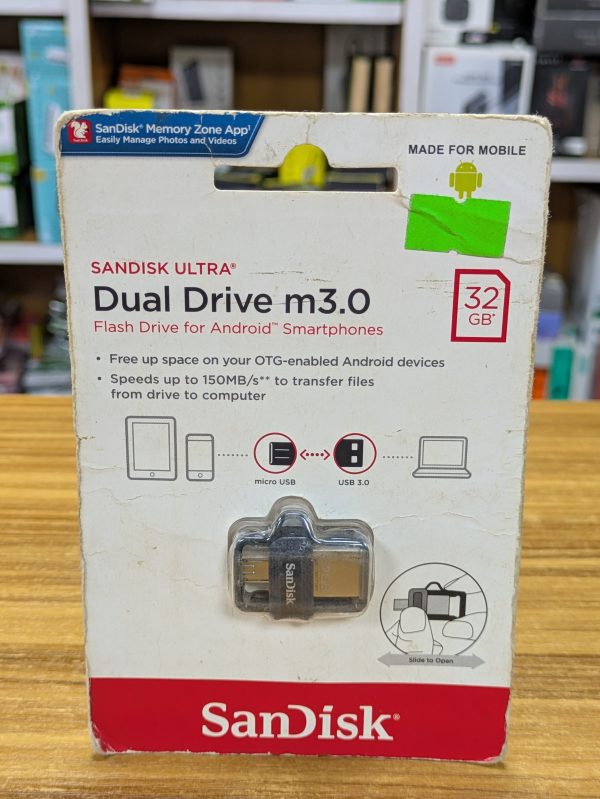 SanDisk® Memory Zone App¹
Easily Manage Photos and Videos
MADE FOR MOBILE
SANDISK ULTRA®
Dual Drive m3.0
Flash Drive for Android™ Smartphones
32
GB*
• Free up space on your OTG-enabled Android devices
• Speeds up to 150MB/s** to transfer files
from drive to computer
micro USB
USB 3.0
SanDisk
Slide to Open
SanDisk®